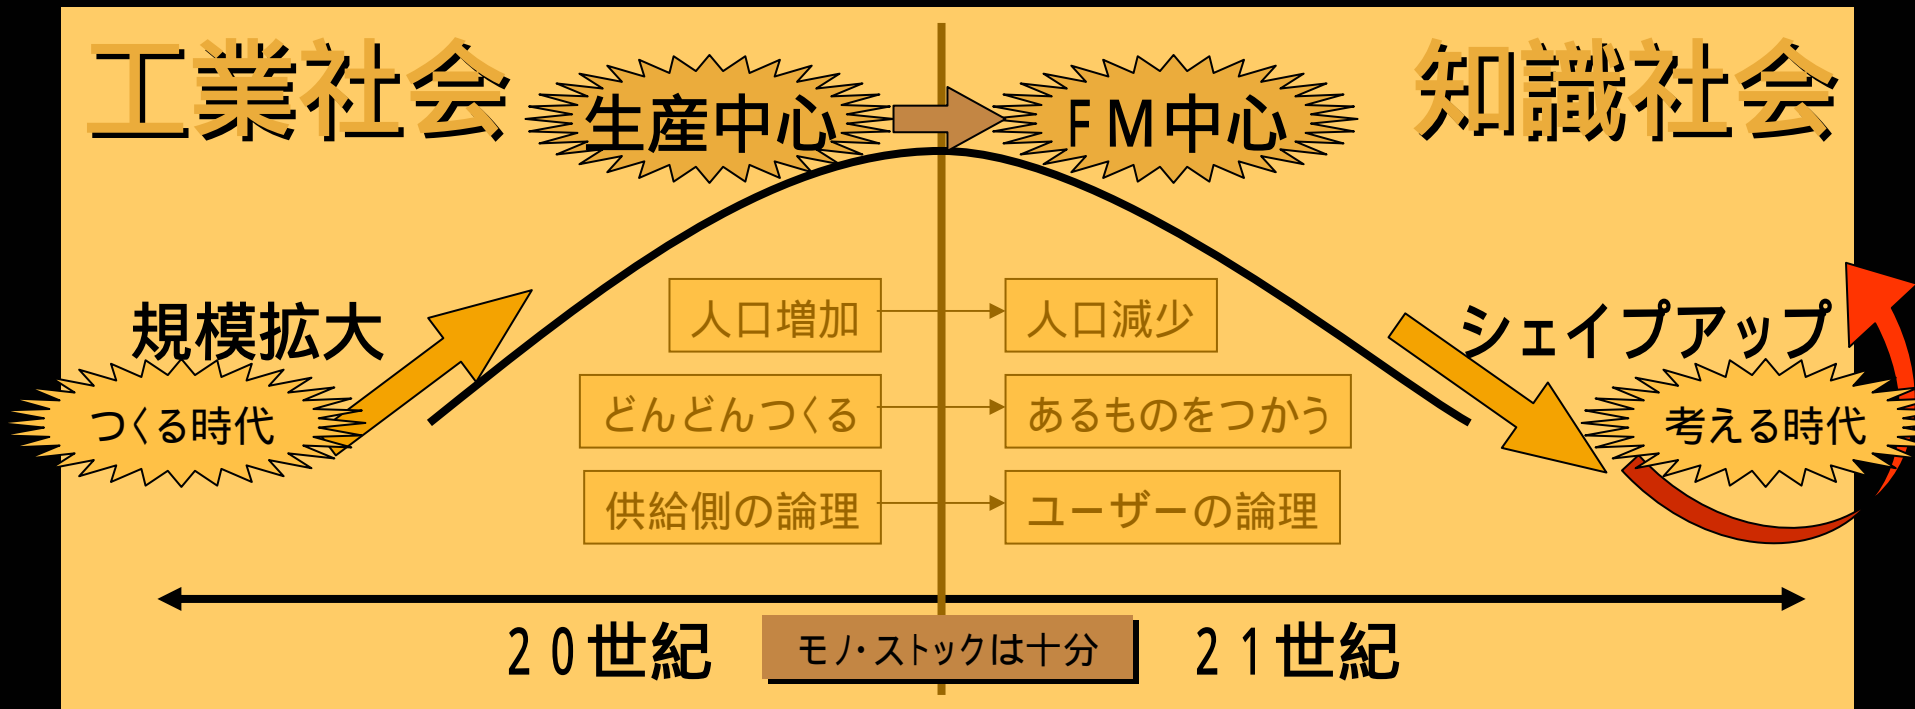 工業社会
生産中心
ＦＭ中心
知識社会
規模拡大
シェイプアップ
つくる時代
考える時代
人口増加
人口減少
どんどんつくる
あるものをつかう
供給側の論理
ユーザーの論理
２０世紀
モノ・ストックは十分
２１世紀